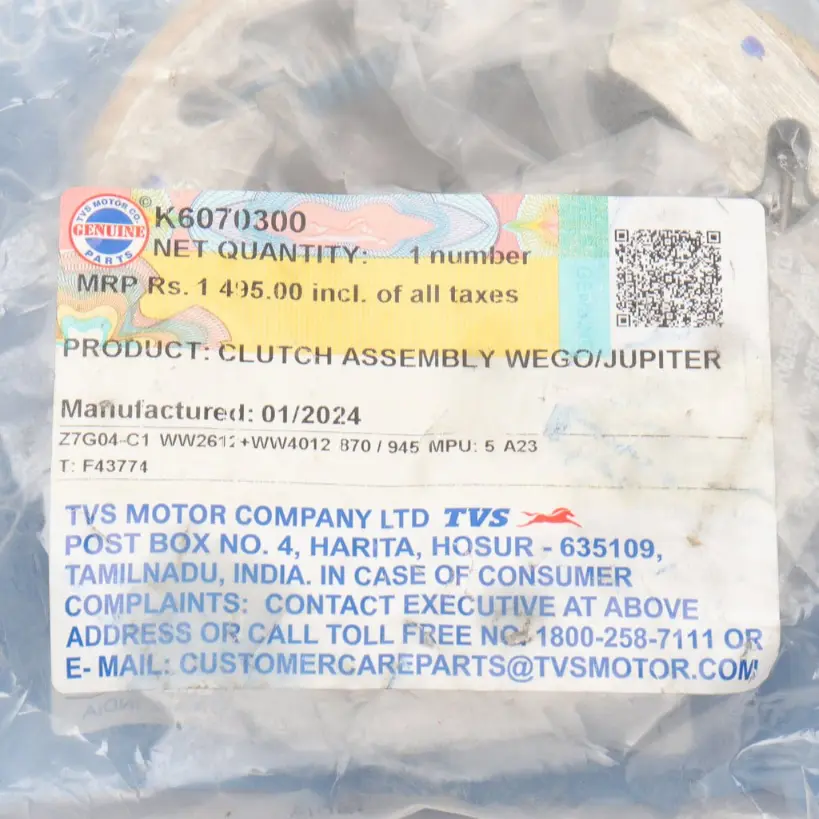 TVS MOTOR CO.
GENUINE
PARTS
©
K6070300
NET QUANTITY: 1 number
MRP Rs. 1 495.00 incl. of all taxes
PRODUCT: CLUTCH ASSEMBLY WEGO/JUPITER
Manufactured: 01/2024
Z7G04-C1 WW2612+WW4012 870 / 945 MPU: 5 A23
T: F43774
TVS MOTOR COMPANY LTD TVS
POST BOX NO. 4, HARITA, HOSUR - 635109,
TAMILNADU, INDIA. IN CASE OF CONSUMER
COMPLAINTS: CONTACT EXECUTIVE AT ABOVE
ADDRESS OR CALL TOLL FREE NO. 1800-258-7111 OR
E- MAIL: CUSTOMERCAREPARTS@TVSMOTOR.COM